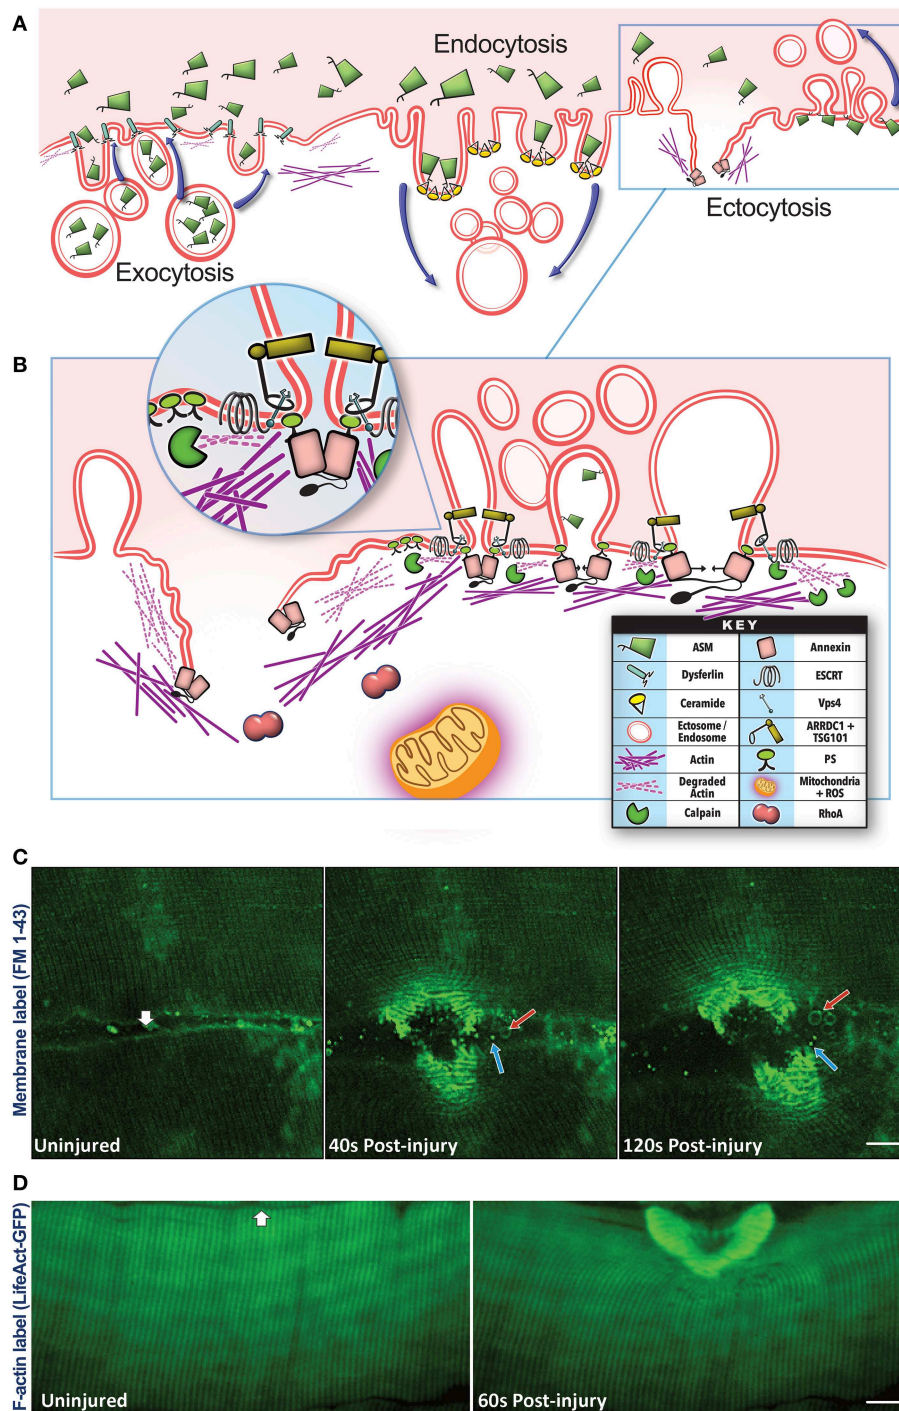 A
Endocytosis
Ectocytosis
Exocytosis
B
KEY
ASM
Annexin
Dysferlin
ESCRT
Ceramide
Vps4
Ectosome /
Endosome
ARRDC1 +
TSG101
Actin
PS
Degraded
Actin
Mitochondria
+ ROS
Calpain
RhoA
C
Membrane label (FM 1-43)
Uninjured
40s Post-injury
120s Post-injury
D
F-actin label (LifeAct-GFP)
Uninjured
60s Post-injury